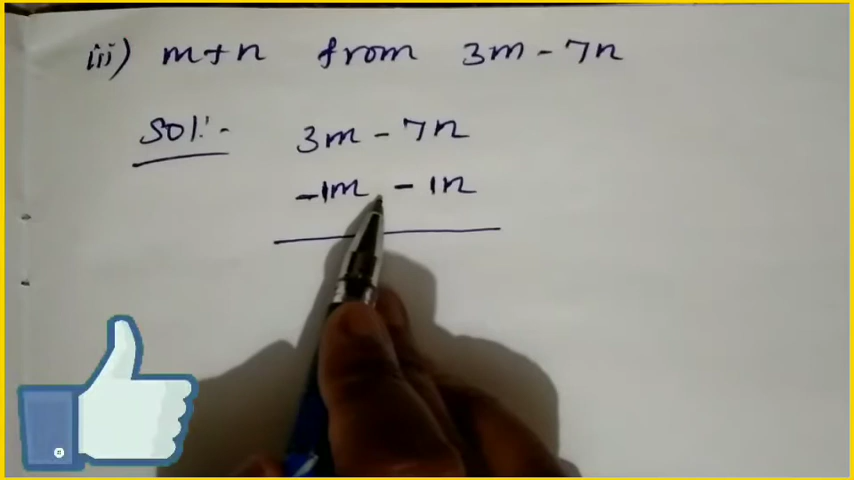 iii) m+n from 3m - 7n
Sol:- 3m - 7n
-1m - 1n